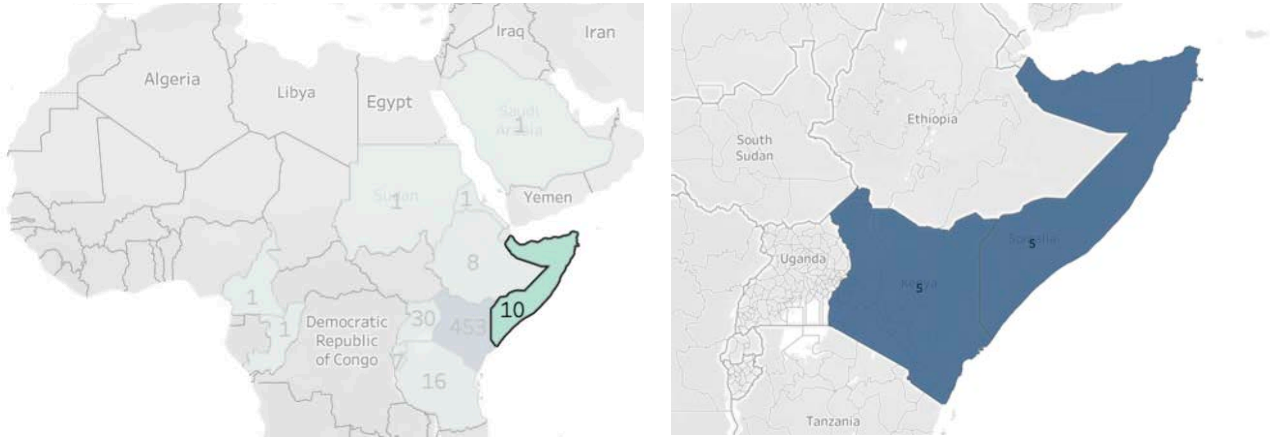 Iraq
Iran
Algeria
Libya
Egypt
Saudi
Arabia
1
Sudan
1
1
Yemen
8
1
1
Democratic
Republic
of Congo
30
453
10
16
Ethiopia
South
Sudan
Somalia
5
Uganda
Kenya
5
Tanzania